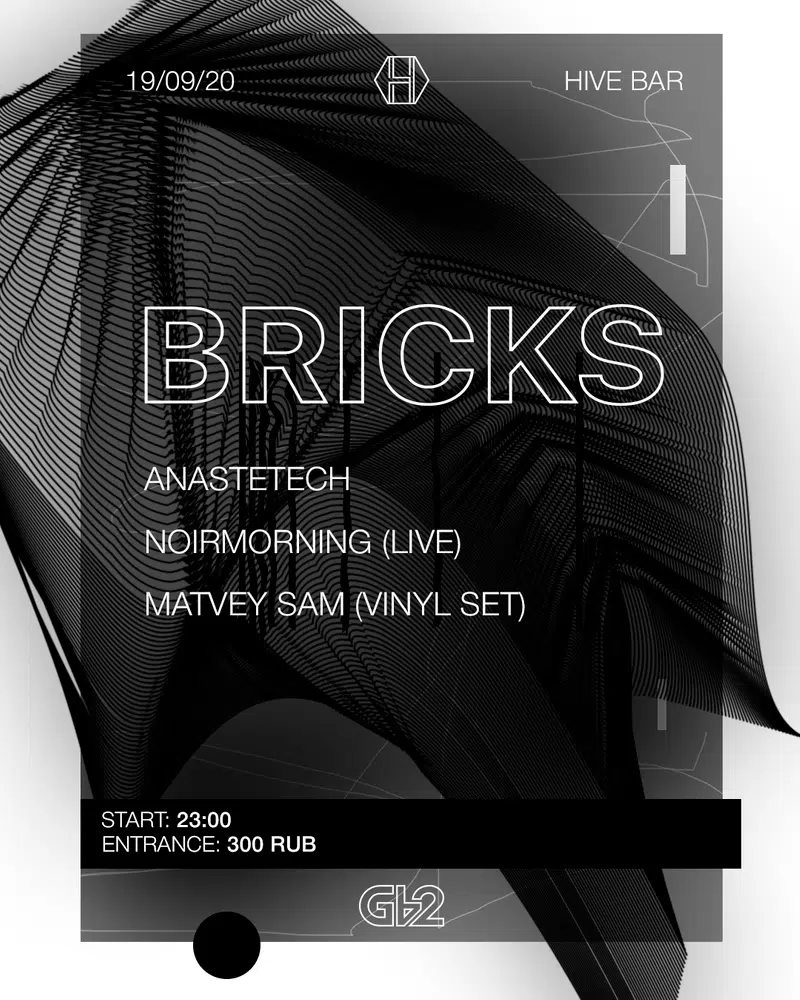 19/09/20
HIVE BAR
BRICKS
ANASTETECH
NOIRMORNING (LIVE)
MATVEY SAM (VINYL SET)
START: 23:00
ENTRANCE: 300 RUB